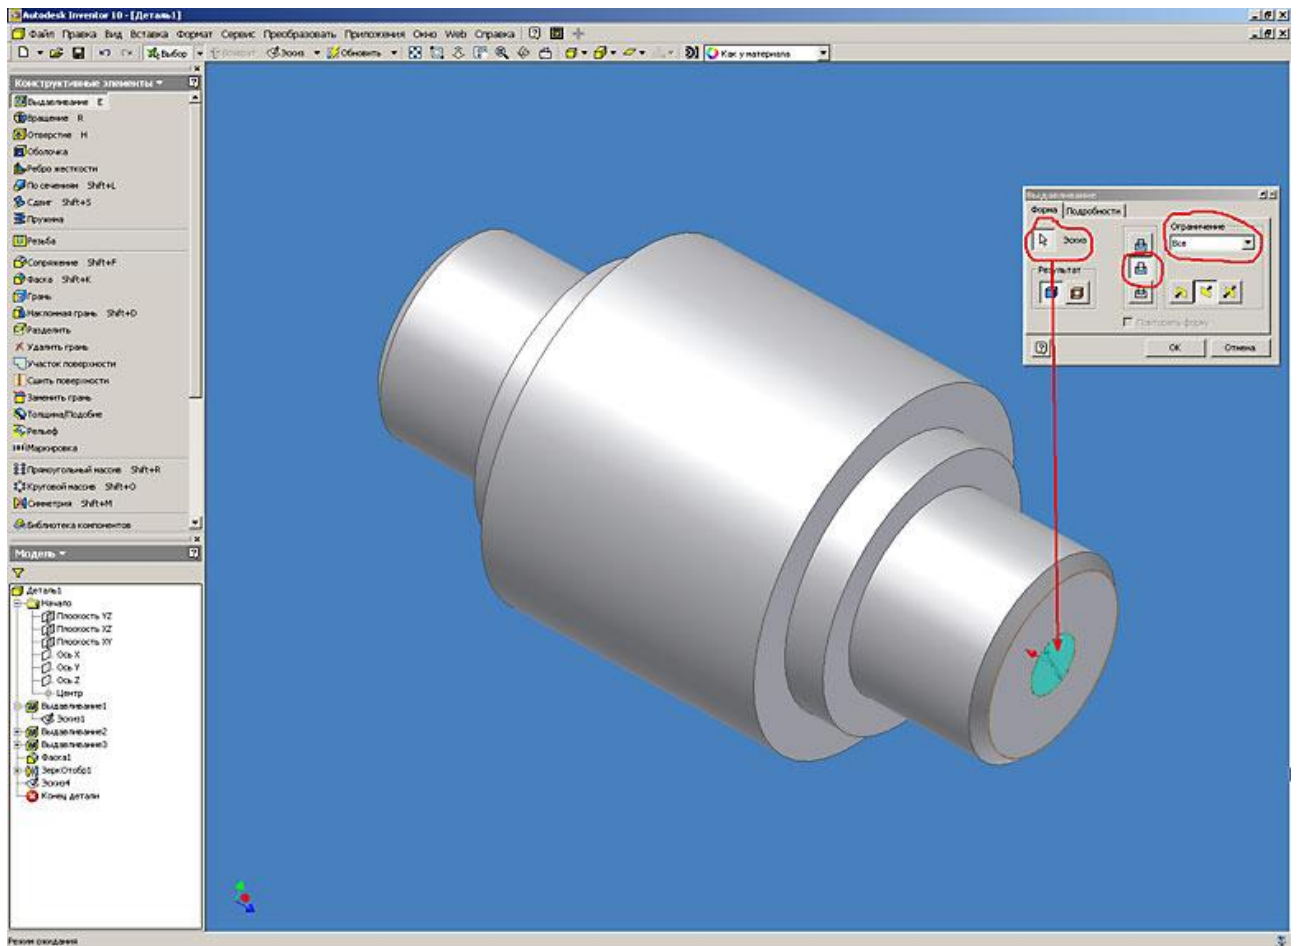 Autodesk Inventor 10 - [Деталь1]
Файл Правка Вид Вставка Формат Сервис Преобразовать Приложения Окно Web Справка
Выбор Возврат Эскиз Обновить Как у материала
Конструктивные элементы
Выдавливание E
Вращение R
Отверстие H
Оболочка
Ребро жесткости
По сечениям Shift+L
Сдвиг Shift+S
Пружина
Резьба
Сопряжение Shift+F
Фаска Shift+K
Грань
Наклонная грань Shift+D
Разделить
Удалить грань
Участок поверхности
Сшить поверхности
Заменить грань
Толщина/Подобие
Рельеф
Маркировка
Прямоугольный массив Shift+R
Круговой массив Shift+O
Симметрия Shift+M
Библиотека компонентов
Модель
Деталь1
Начало
Плоскость YZ
Плоскость XZ
Плоскость XY
Ось X
Ось Y
Ось Z
Центр
Выдавливание1
Эскиз1
Выдавливание2
Выдавливание3
Фаска1
ЗеркОтобр1
Эскиз4
Конец детали
Выдавливание
Форма Подробности
Эскиз
Ограничение
Все
Результат
Повторить форму
ОК Отмена
Режим ожидания